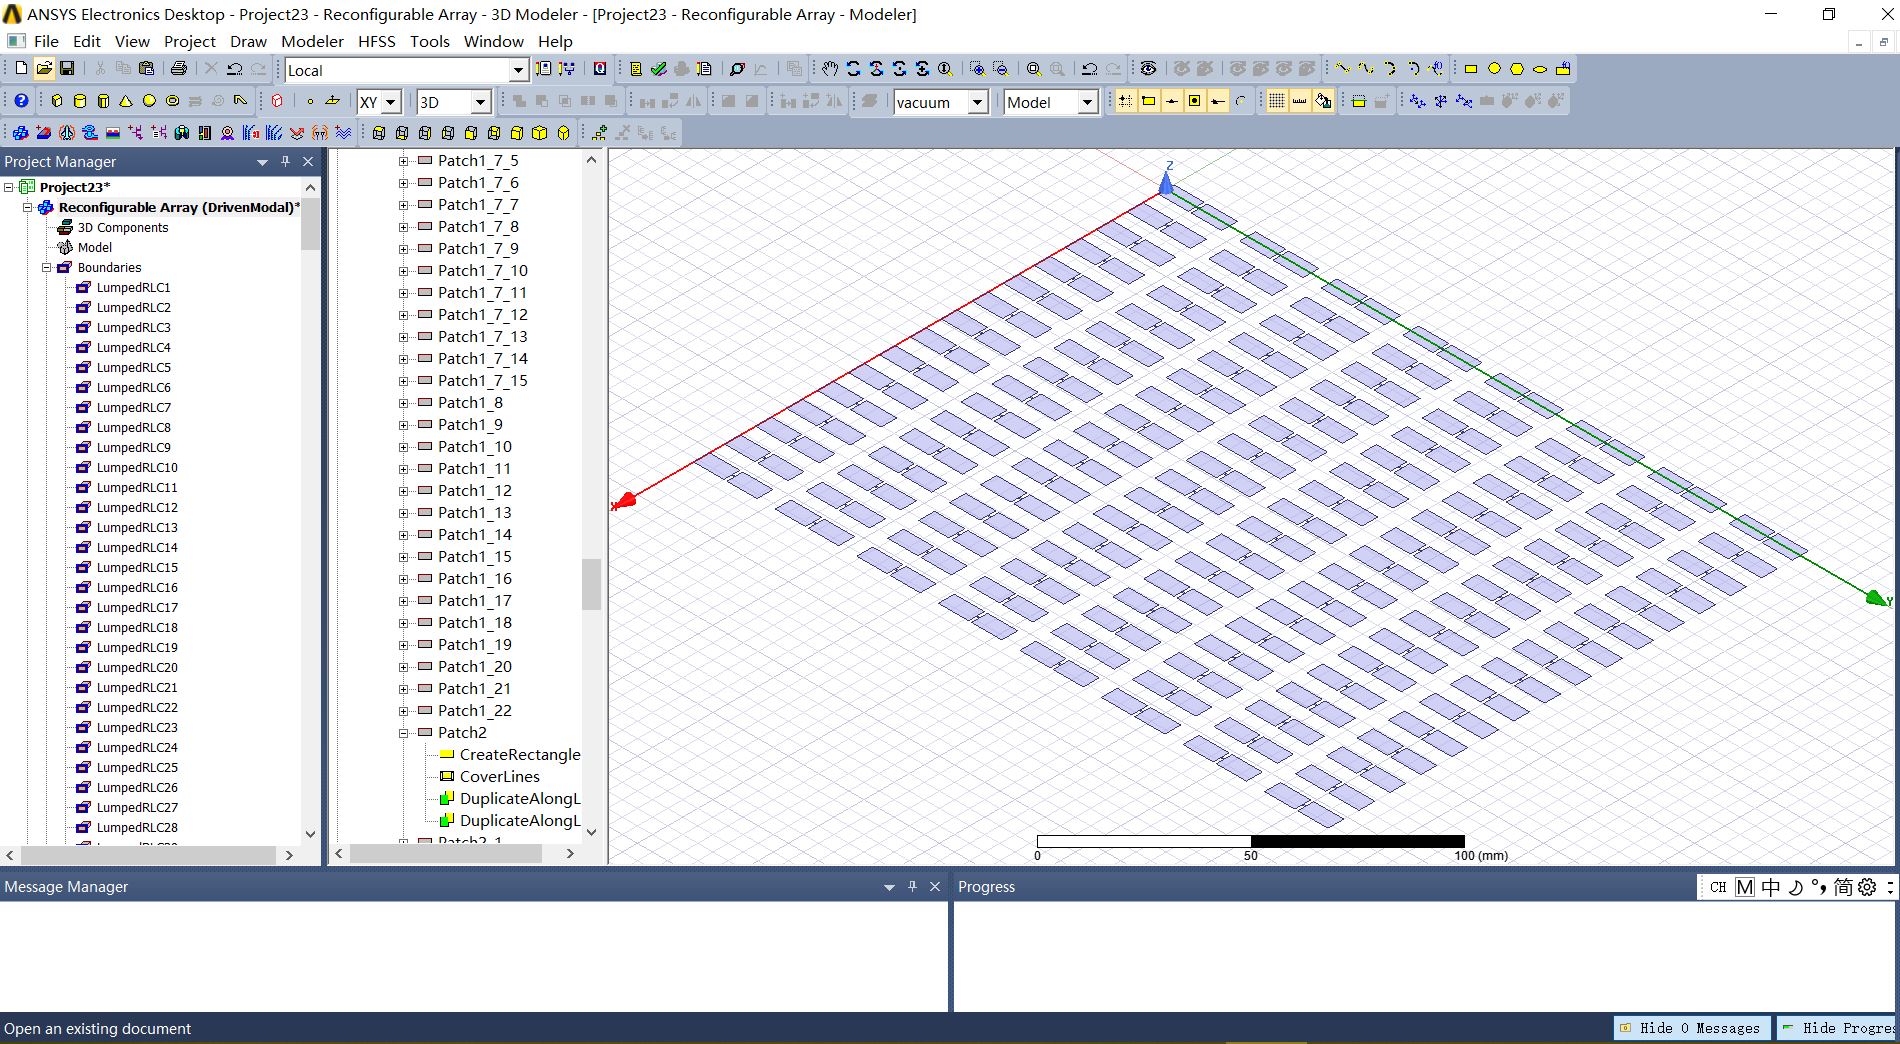 ANSYS Electronics Desktop - Project23 - Reconfigurable Array - 3D Modeler - [Project23 - Reconfigurable Array - Modeler]
File Edit View Project Draw Modeler HFSS Tools Window Help
Local
XY 3D vacuum Model
Project Manager
Project23*
Reconfigurable Array (DrivenModal)*
3D Components
Model
Boundaries
LumpedRLC1
LumpedRLC2
LumpedRLC3
LumpedRLC4
LumpedRLC5
LumpedRLC6
LumpedRLC7
LumpedRLC8
LumpedRLC9
LumpedRLC10
LumpedRLC11
LumpedRLC12
LumpedRLC13
LumpedRLC14
LumpedRLC15
LumpedRLC16
LumpedRLC17
LumpedRLC18
LumpedRLC19
LumpedRLC20
LumpedRLC21
LumpedRLC22
LumpedRLC23
LumpedRLC24
LumpedRLC25
LumpedRLC26
LumpedRLC27
LumpedRLC28
Patch1_7_5
Patch1_7_6
Patch1_7_7
Patch1_7_8
Patch1_7_9
Patch1_7_10
Patch1_7_11
Patch1_7_12
Patch1_7_13
Patch1_7_14
Patch1_7_15
Patch1_8
Patch1_9
Patch1_10
Patch1_11
Patch1_12
Patch1_13
Patch1_14
Patch1_15
Patch1_16
Patch1_17
Patch1_18
Patch1_19
Patch1_20
Patch1_21
Patch1_22
Patch2
CreateRectangle
CoverLines
DuplicateAlongL
DuplicateAlongL
Patch2_1
Z
X
Y
0 50 100 (mm)
Message Manager
Progress
CH M 中 简
Open an existing document
Hide 0 Messages
Hide Progres